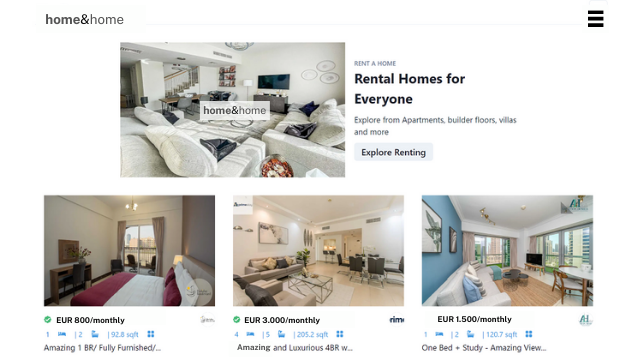 home&home
RENT A HOME
Rental Homes for
Everyone
Explore from Apartments, builder floors, villas
and more
Explore Renting
home&home
EUR 800/monthly
1 | 2 | 92.8 sqft
Amazing 1 BR/ Fully Furnished/...
EUR 3.000/monthly
4 | 5 | 205.2 sqft
Amazing and Luxurious 4BR w...
EUR 1.500/monthly
1 | 2 | 120.7 sqft
One Bed + Study - Amazing View...